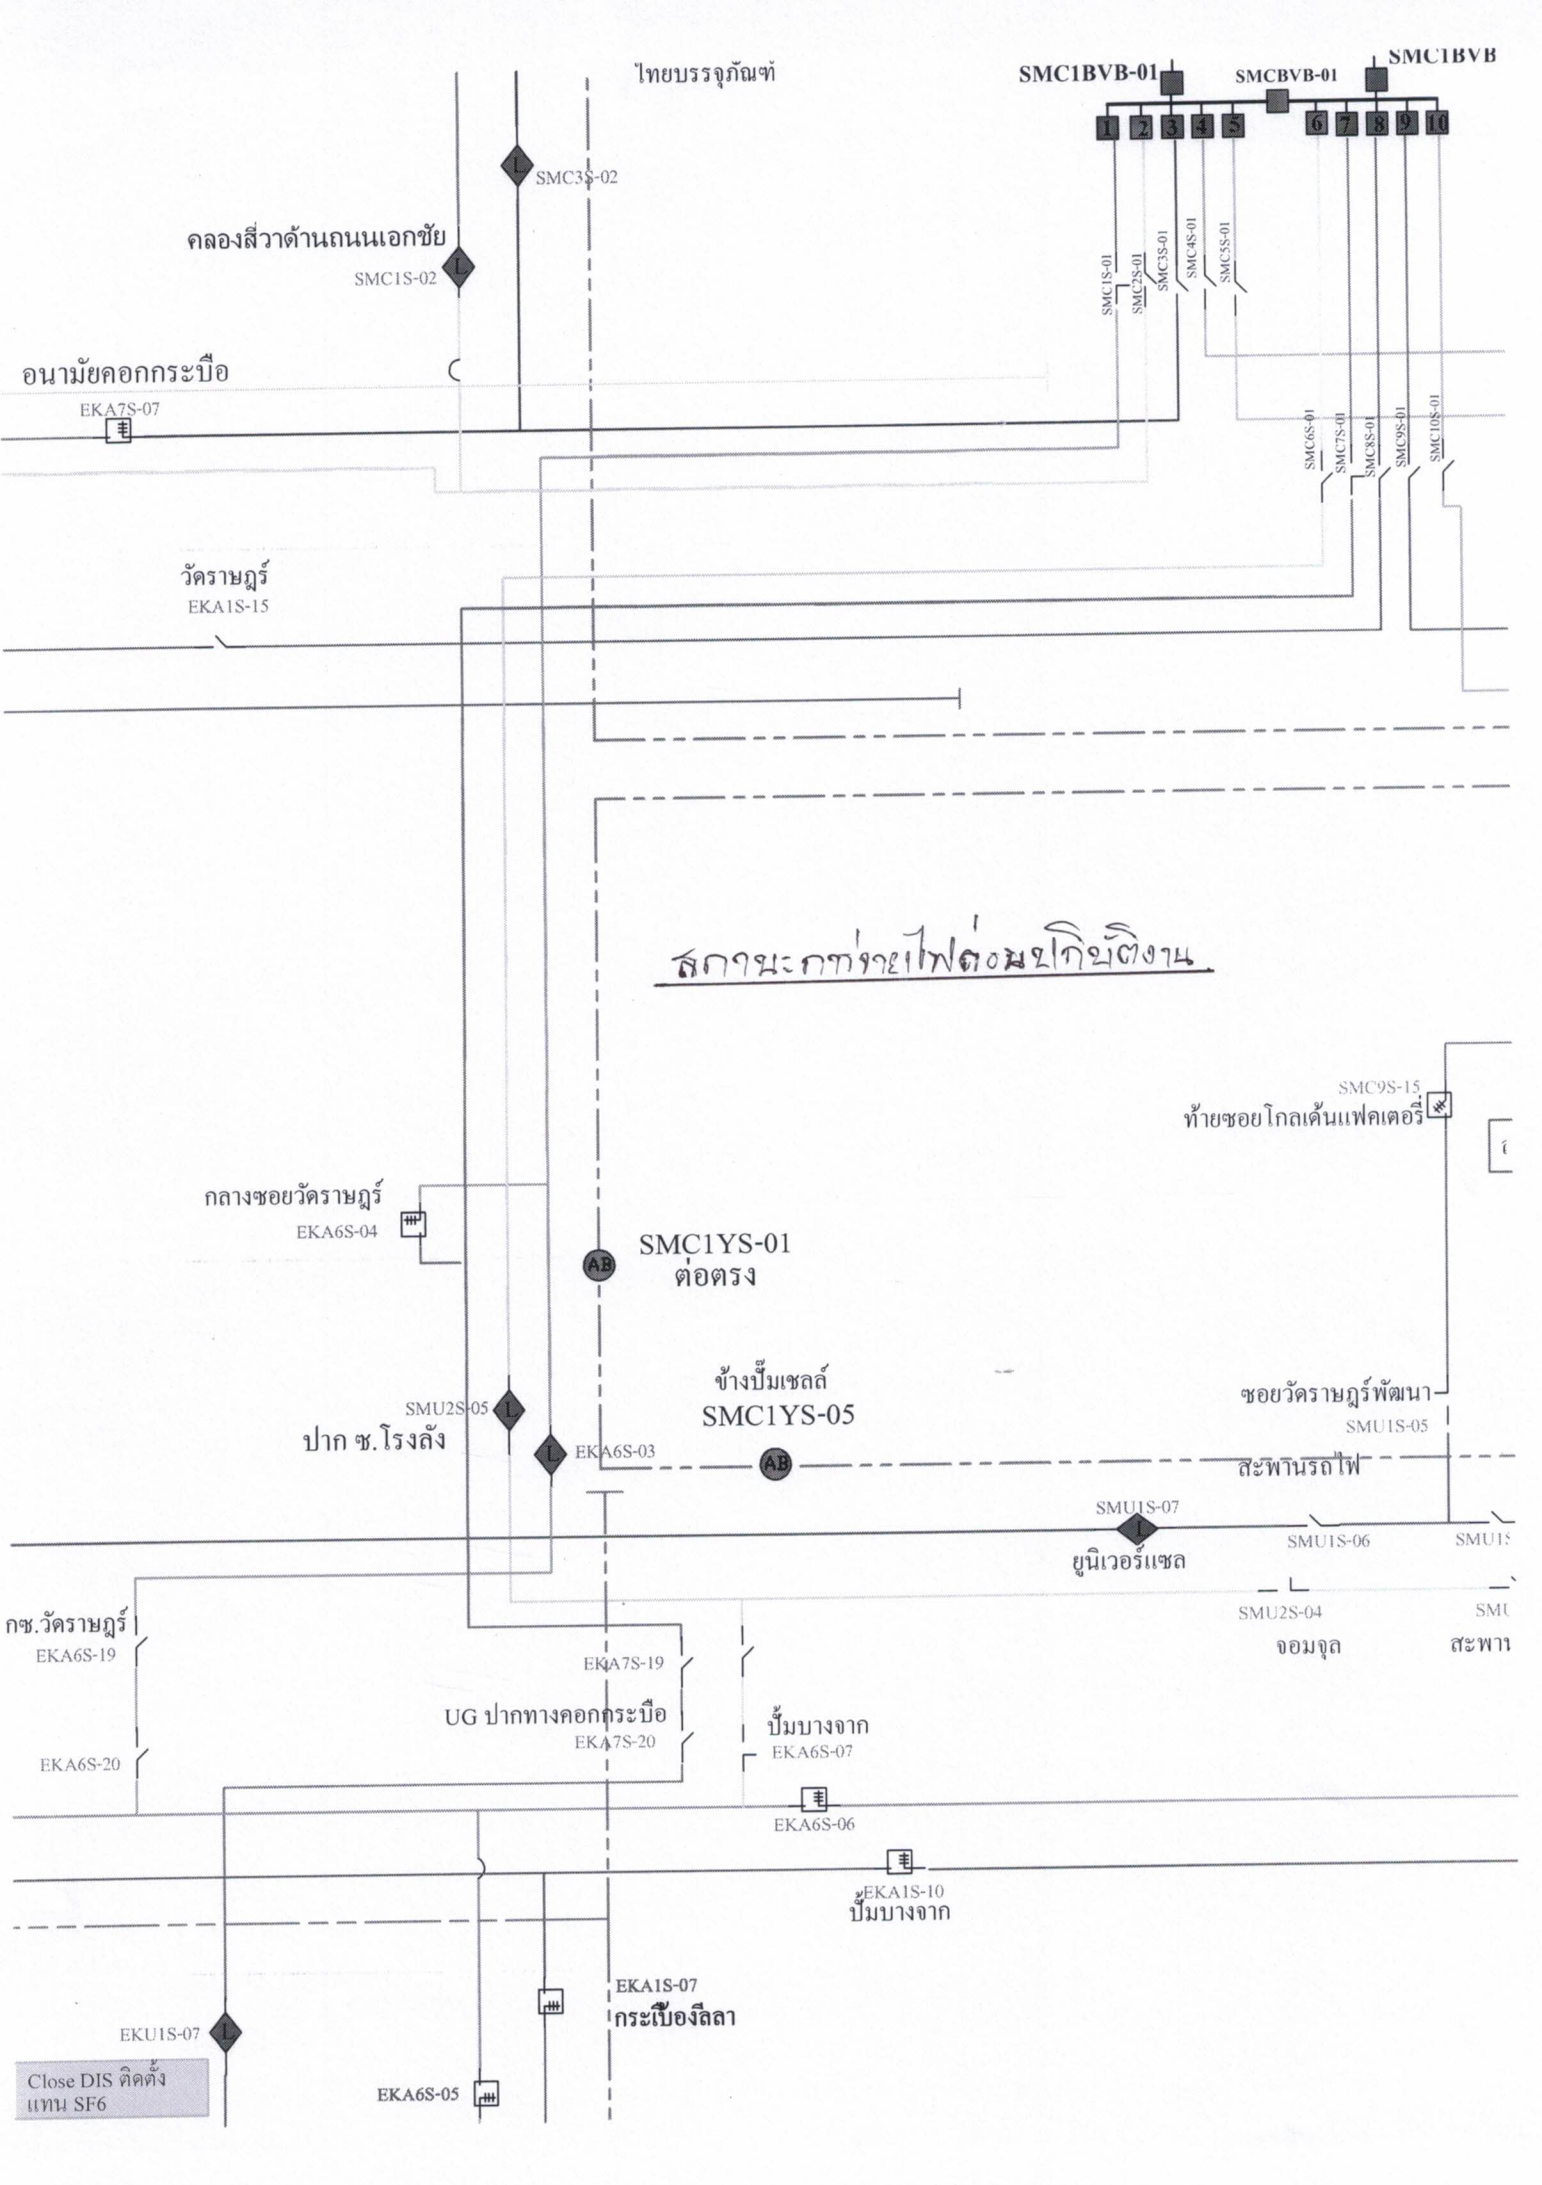 ไทยบรรจุภัณฑ์
SMC1BVB-01
SMCBVB-01
SMC1BVB
1 2 3 4 5 6 7 8 9 10
L
SMC3S-02
คลองสี่วาด้านถนนเอกชัย
L
SMC1S-02
SMC1S-01
SMC2S-01
SMC3S-01
SMC4S-01
SMC5S-01
อนามัยคอกกระบือ
EKA7S-07
SMC6S-01
SMC7S-01
SMC8S-01
SMC9S-01
SMC10S-01
วัดราษฎร์
EKA1S-15
สภานะการจ่ายไฟก่อนปฏิบัติงาน
SMC9S-15
ท้ายซอยโกลเด้นแฟคเตอรี่
กลางซอยวัดราษฎร์
EKA6S-04
AB
SMC1YS-01
ต่อตรง
ข้างปั๊มเชลล์
SMC1YS-05
AB
ซอยวัดราษฎร์พัฒนา
SMU1S-05
SMU2S-05
L
ปาก ซ.โรงลัง
L
EKA6S-03
สะพานรถไฟ
SMU1S-07
L
ยูนิเวอร์แซล
SMU1S-06
SMU1S
SMU2S-04
จอมจุล
SMU
สะพาน
กซ.วัดราษฎร์
EKA6S-19
EKA7S-19
UG ปากทางคอกกระบือ
EKA7S-20
ปั้มบางจาก
EKA6S-07
EKA6S-20
EKA6S-06
EKA1S-10
ปั้มบางจาก
EKA1S-07
กระเบื้องลีลา
EKU1S-07
L
Close DIS ติดตั้ง
แทน SF6
EKA6S-05